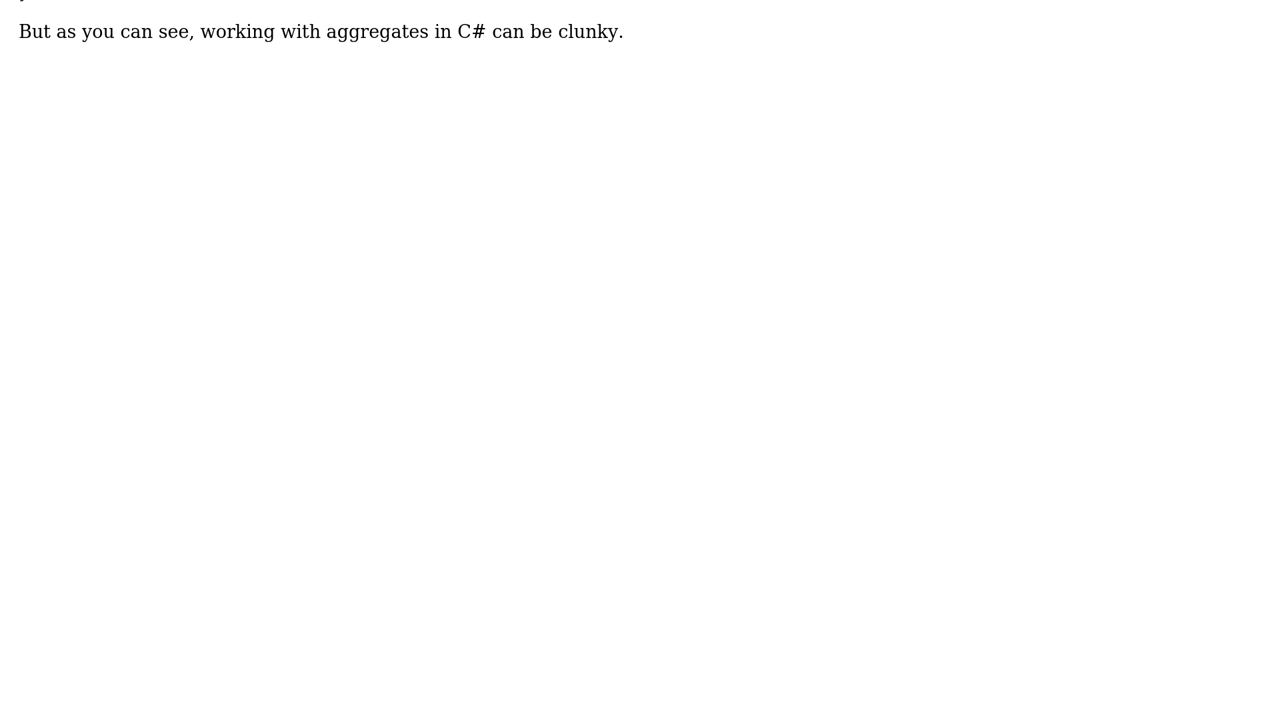 But as you can see, working with aggregates in C# can be clunky.